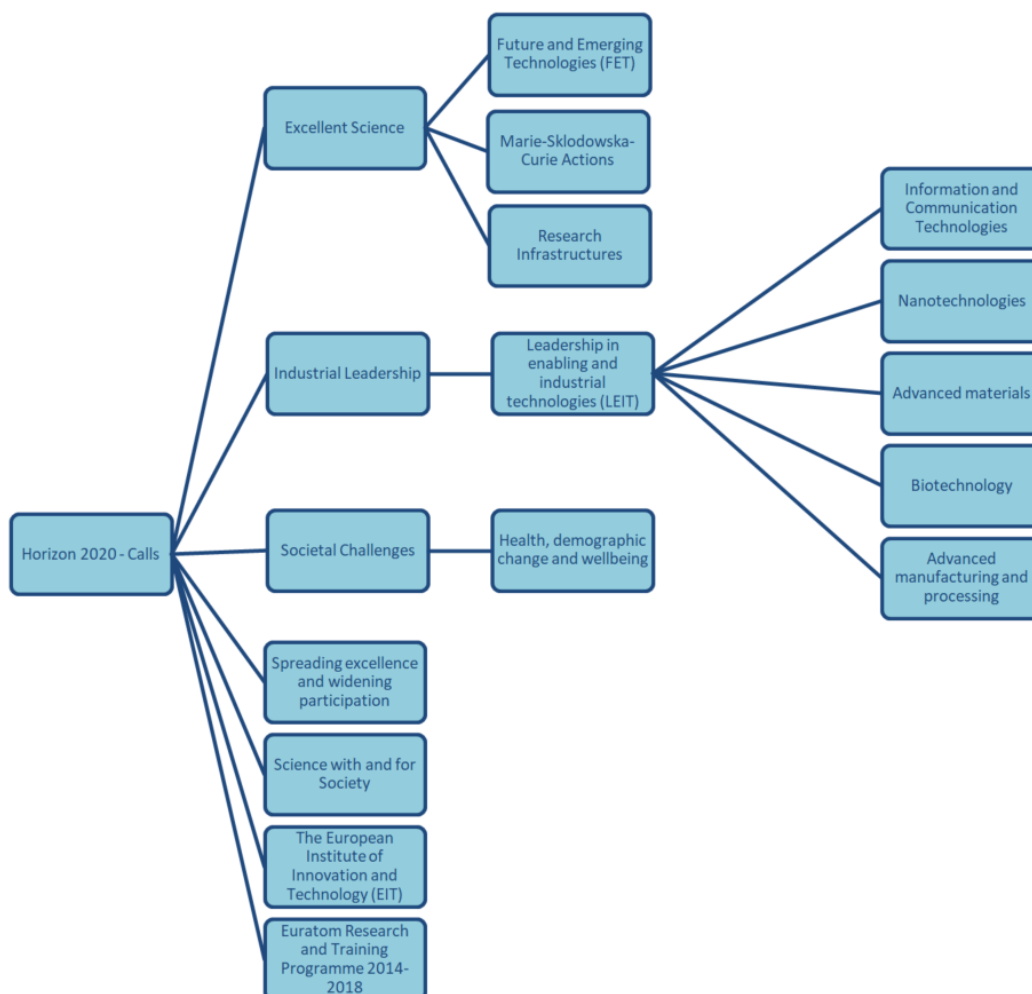 Horizon 2020 - Calls
Excellent Science
Future and Emerging
Technologies (FET)
Marie-Sklodowska-
Curie Actions
Research
Infrastructures
Industrial Leadership
Leadership in
enabling and
industrial
technologies (LEIT)
Information and
Communication
Technologies
Nanotechnologies
Advanced materials
Biotechnology
Advanced
manufacturing and
processing
Societal Challenges
Health, demographic
change and wellbeing
Spreading excellence
and widening
participation
Science with and for
Society
The European
Institute of
Innovation and
Technology (EIT)
Euratom Research
and Training
Programme 2014-
2018